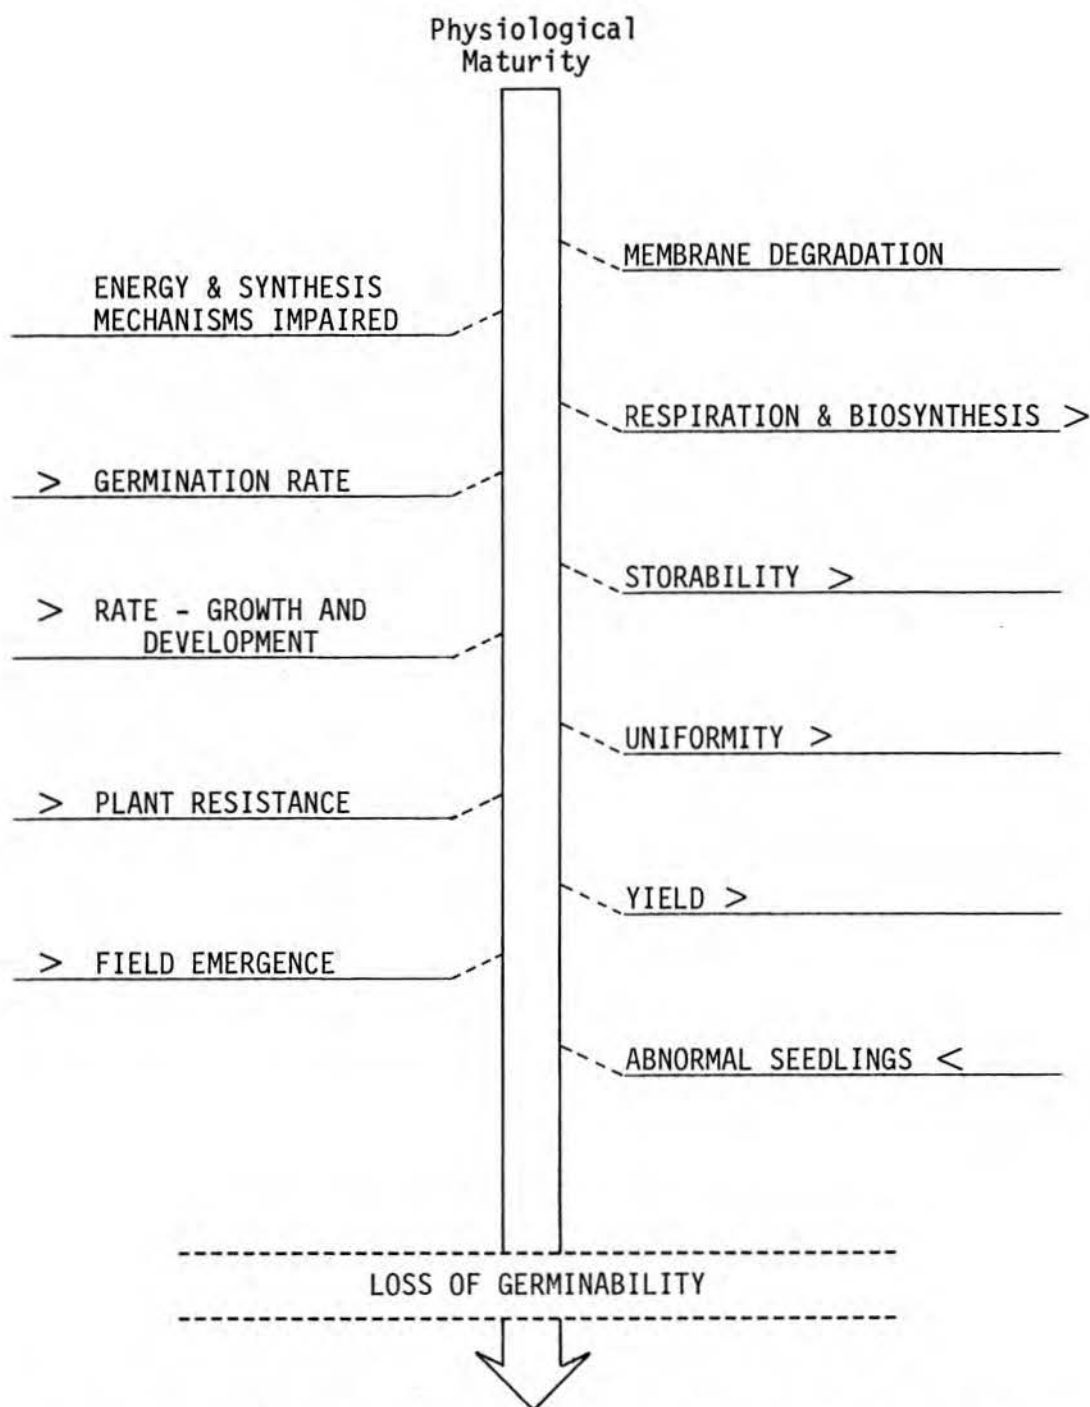 Physiological
Maturity
MEMBRANE DEGRADATION
ENERGY & SYNTHESIS
MECHANISMS IMPAIRED
RESPIRATION & BIOSYNTHESIS >
> GERMINATION RATE
STORABILITY >
> RATE - GROWTH AND
DEVELOPMENT
UNIFORMITY >
> PLANT RESISTANCE
YIELD >
> FIELD EMERGENCE
ABNORMAL SEEDLINGS <
LOSS OF GERMINABILITY